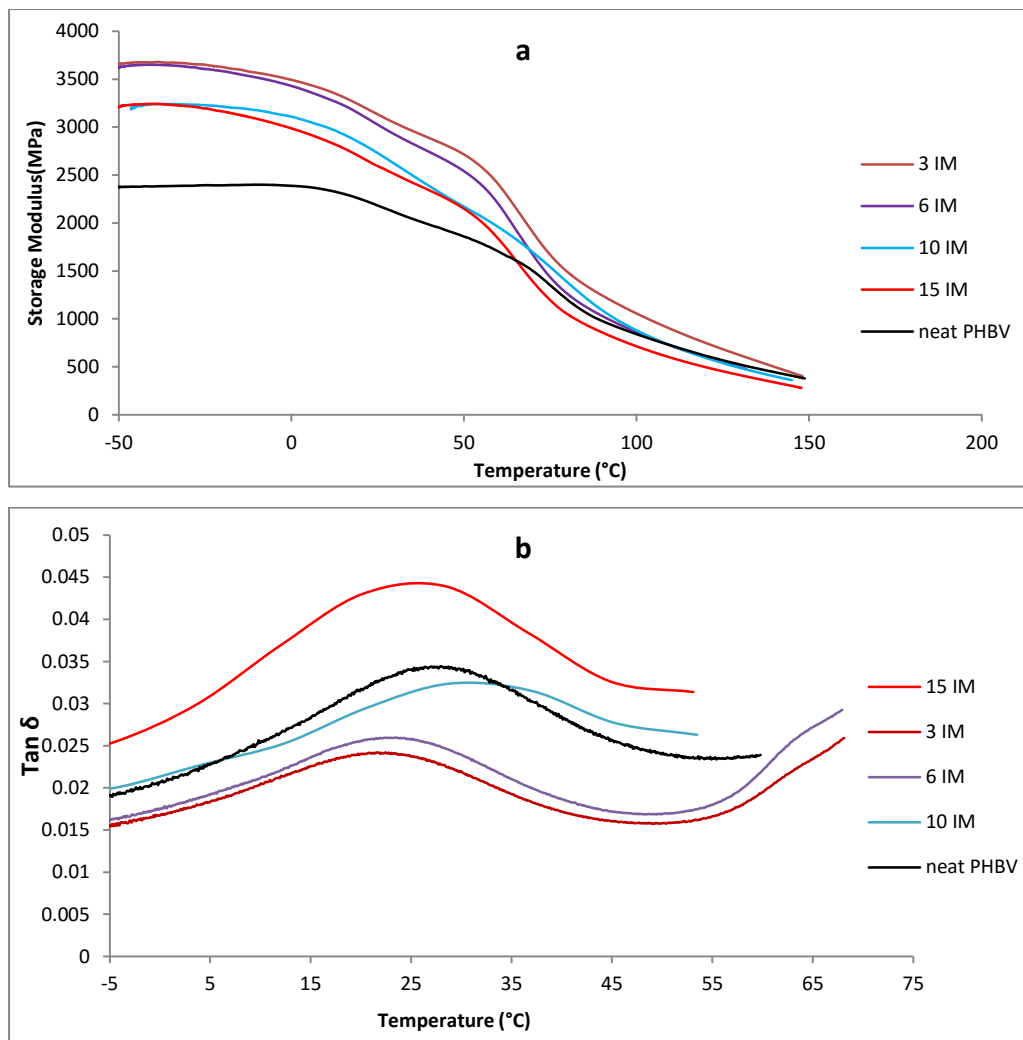 a
4000
3500
3000
2500
2000
1500
1000
500
0
Storage Modulus(MPa)
-50
0
50
100
150
200
Temperature (°C)
3 IM
6 IM
10 IM
15 IM
neat PHBV
b
0.05
0.045
0.04
0.035
0.03
0.025
0.02
0.015
0.01
0.005
0
Tan δ
-5
5
15
25
35
45
55
65
75
Temperature (°C)
15 IM
3 IM
6 IM
10 IM
neat PHBV